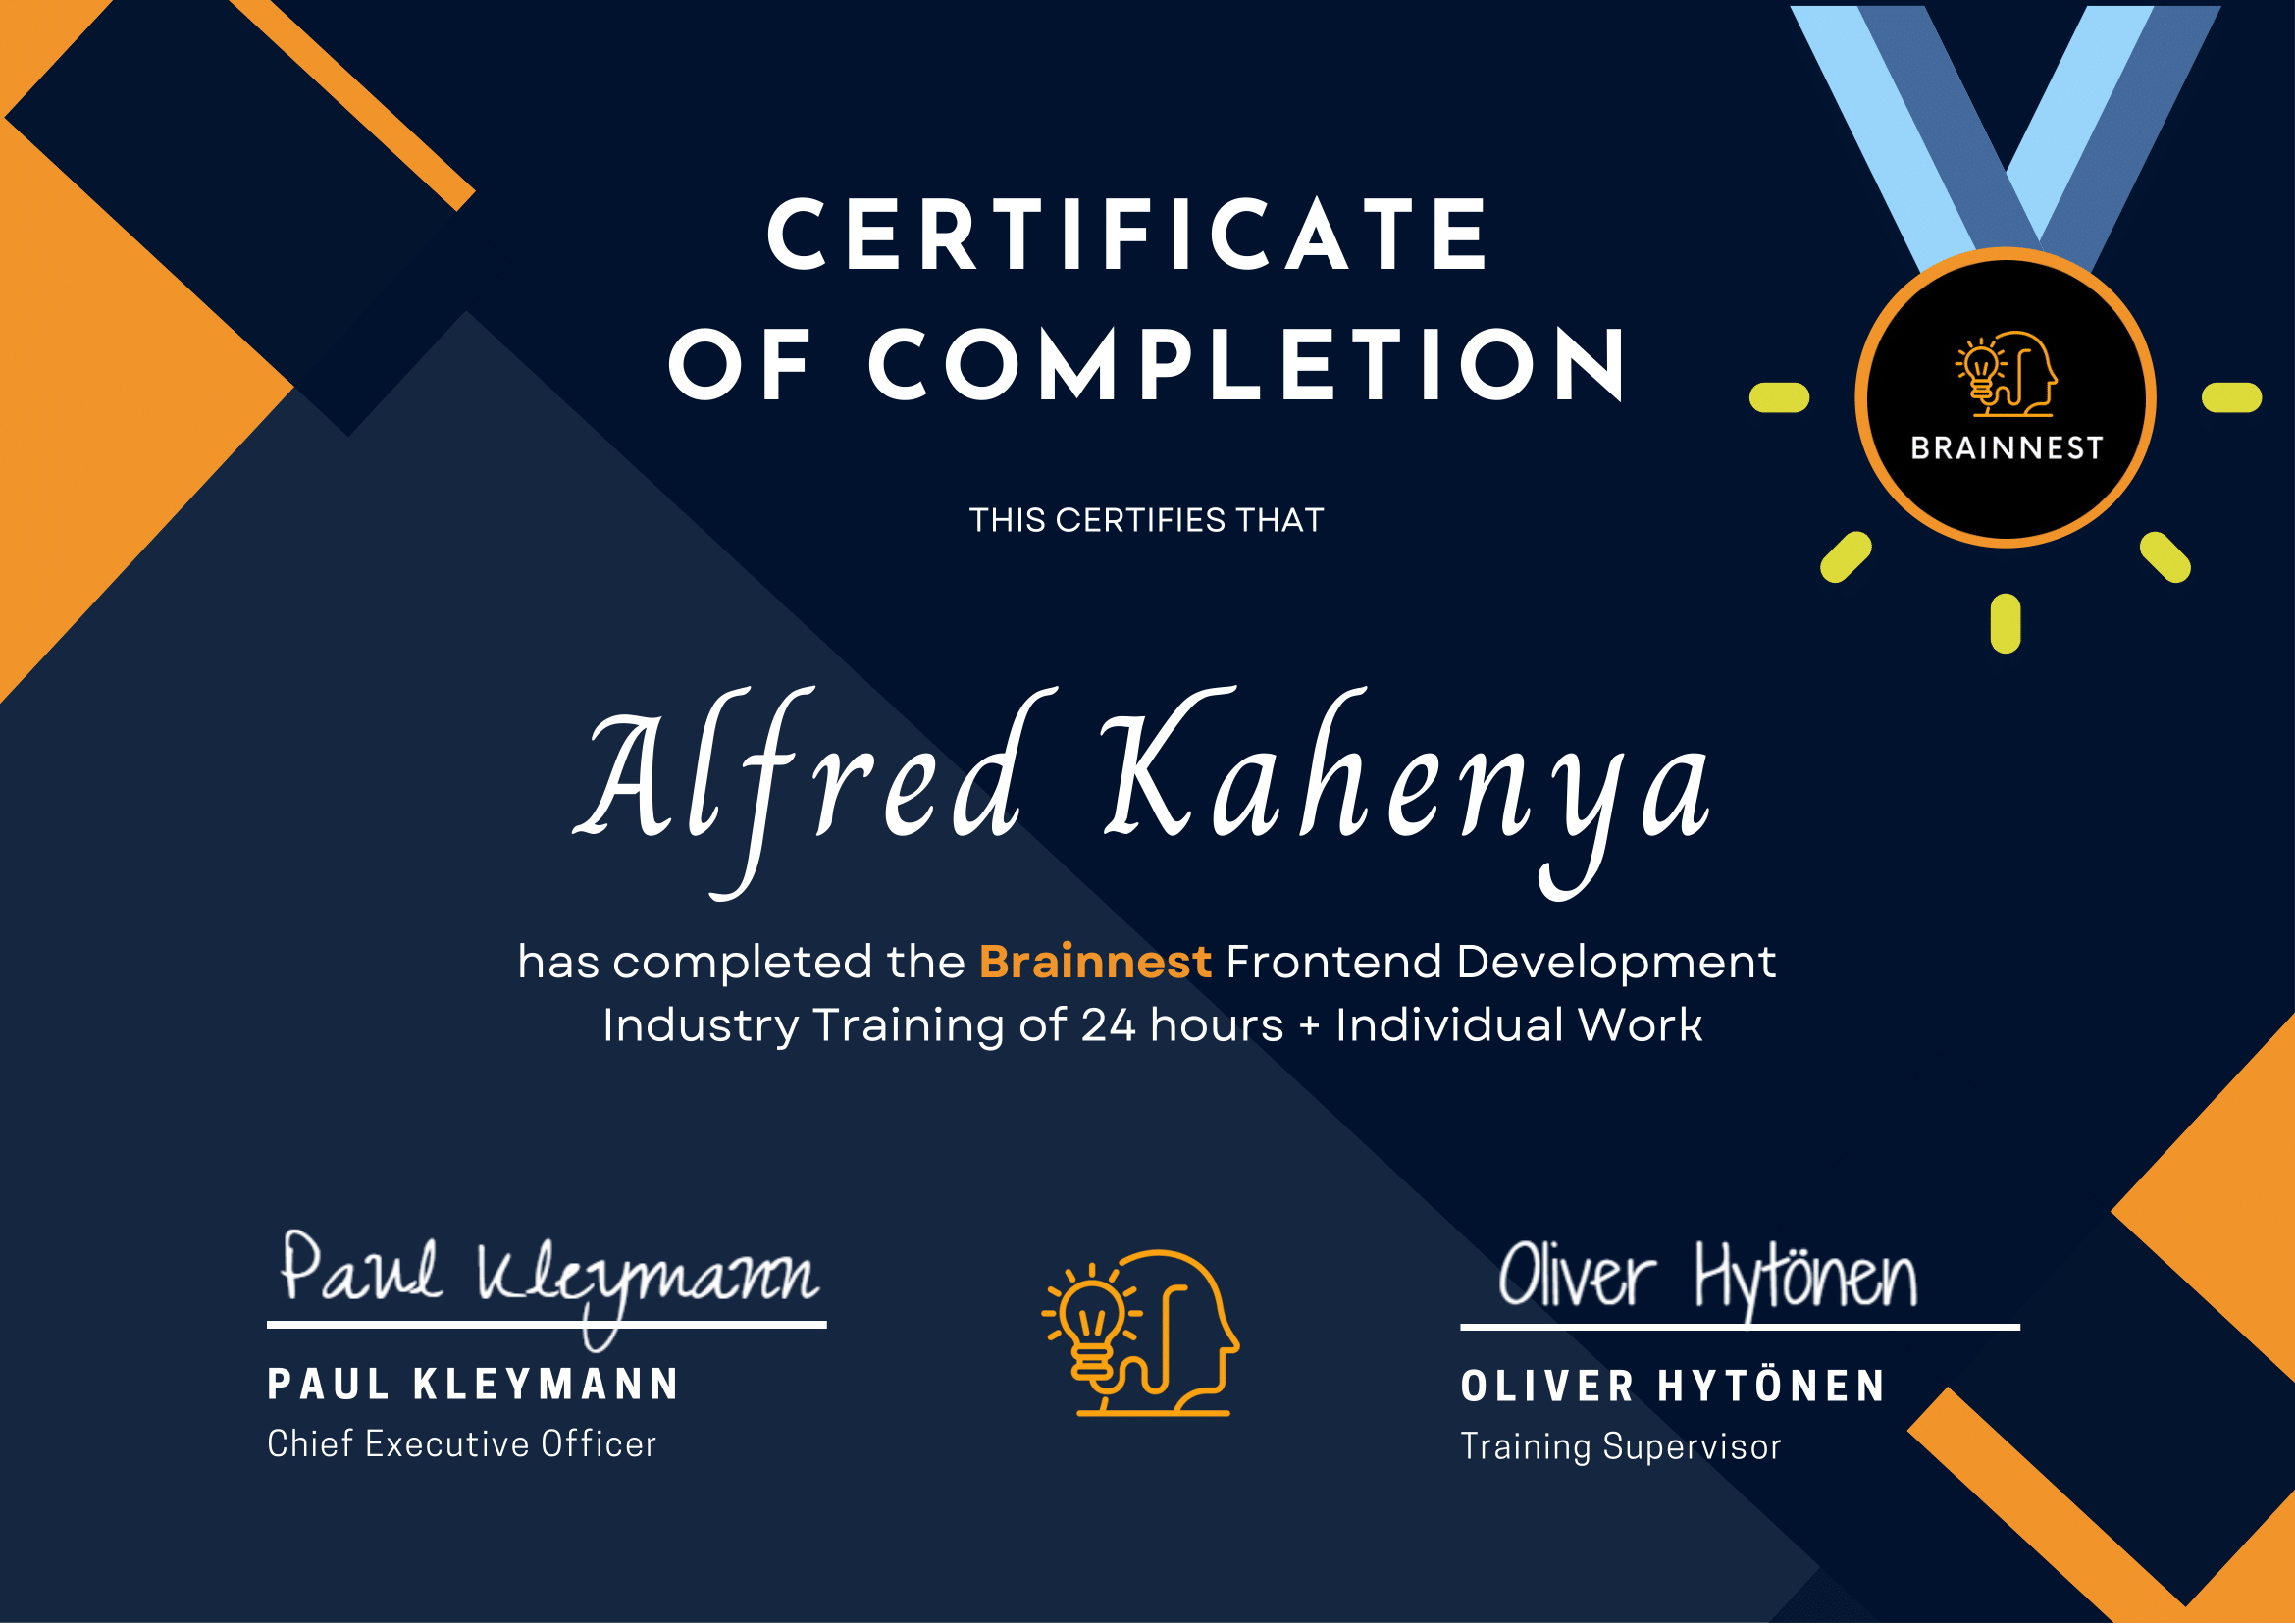 CERTIFICATE
OF COMPLETION
BRAINNEST
THIS CERTIFIES THAT
Alfred Kahenya
has completed the Brainnest Frontend Development
Industry Training of 24 hours + Individual Work
Paul Kleymann
PAUL KLEYMANN
Chief Executive Officer
Oliver Hytönen
OLIVER HYTÖNEN
Training Supervisor